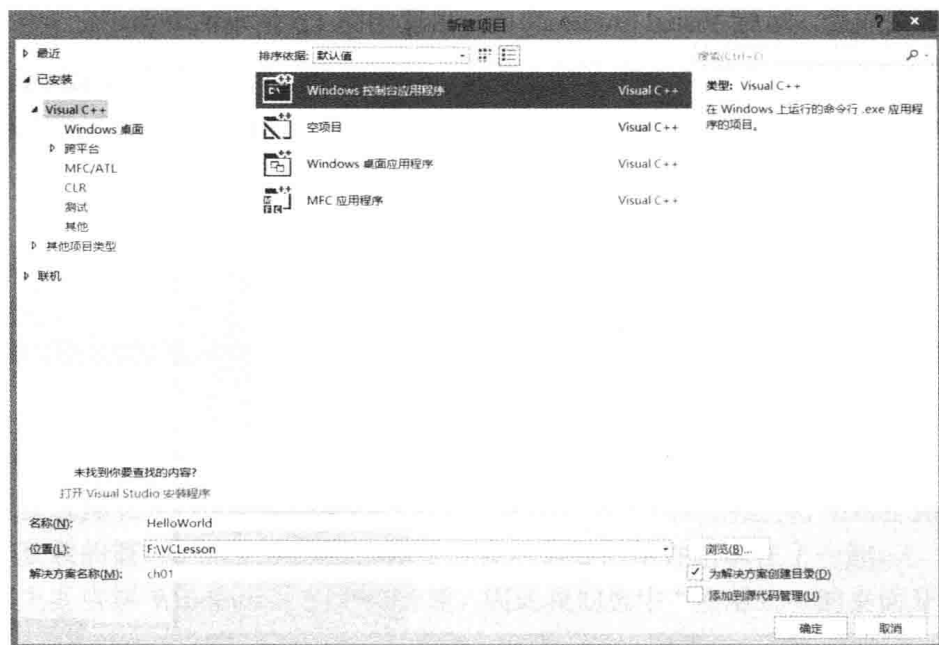 新建项目
?
×
最近
已安装
Visual C++
Windows 桌面
跨平台
MFC/ATL
CLR
测试
其他
其他项目类型
联机
未找到你要查找的内容?
打开 Visual Studio 安装程序
排序依据: 默认值
搜索(Ctrl+E)
Windows 控制台应用程序 Visual C++
空项目 Visual C++
Windows 桌面应用程序 Visual C++
MFC 应用程序 Visual C++
类型: Visual C++
在 Windows 上运行的命令行 .exe 应用程
序的项目。
名称(N): HelloWorld
位置(L): F:\VCLesson
浏览(B)...
解决方案名称(M): ch01
为解决方案创建目录(D)
添加到源代码管理(U)
确定 取消